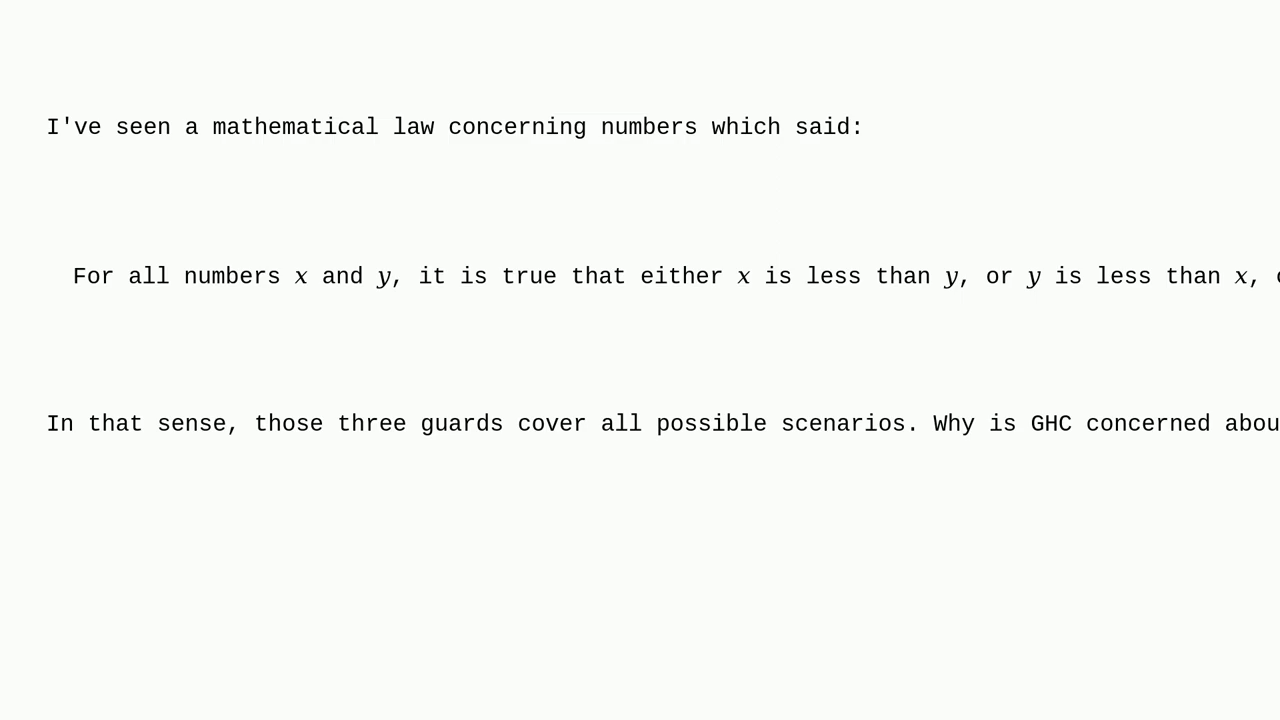 I've seen a mathematical law concerning numbers which said:
For all numbers x and y, it is true that either x is less than y, or y is less than x,
In that sense, those three guards cover all possible scenarios. Why is GHC concerned